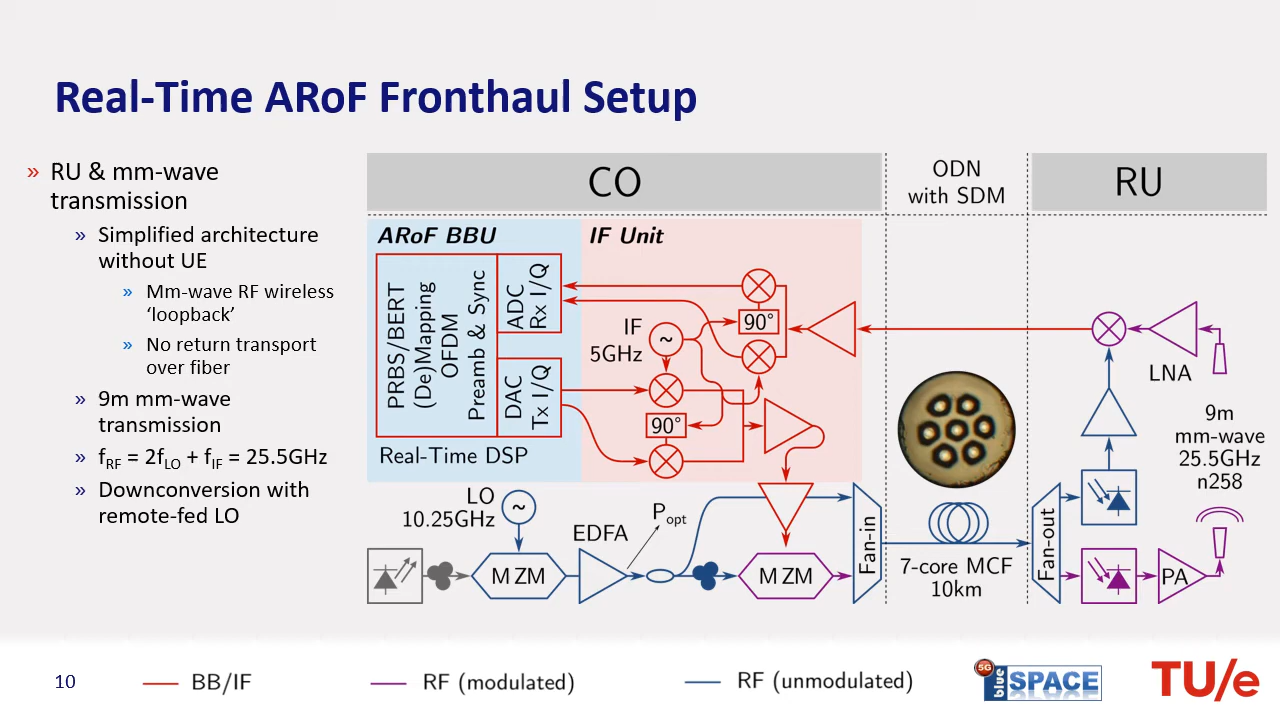 Real-Time ARoF Fronthaul Setup
» RU & mm-wave
transmission
» Simplified architecture
without UE
» Mm-wave RF wireless
‘loopback’
» No return transport
over fiber
» 9m mm-wave
transmission
» fRF = 2fLO + fIF = 25.5GHz
» Downconversion with
remote-fed LO
CO
ODN
with SDM
RU
ARoF BBU
IF Unit
PRBS/BERT
(De)Mapping
OFDM
Preamb & Sync
ADC
Rx I/Q
DAC
Tx I/Q
Real-Time DSP
IF
5GHz
~
90°
90°
LO
10.25GHz
~
MZM
EDFA
Popt
MZM
Fan-in
7-core MCF
10km
Fan-out
LNA
9m
mm-wave
25.5GHz
n258
PA
10
BB/IF
RF (modulated)
RF (unmodulated)
5G
blue
SPACE
TU/e